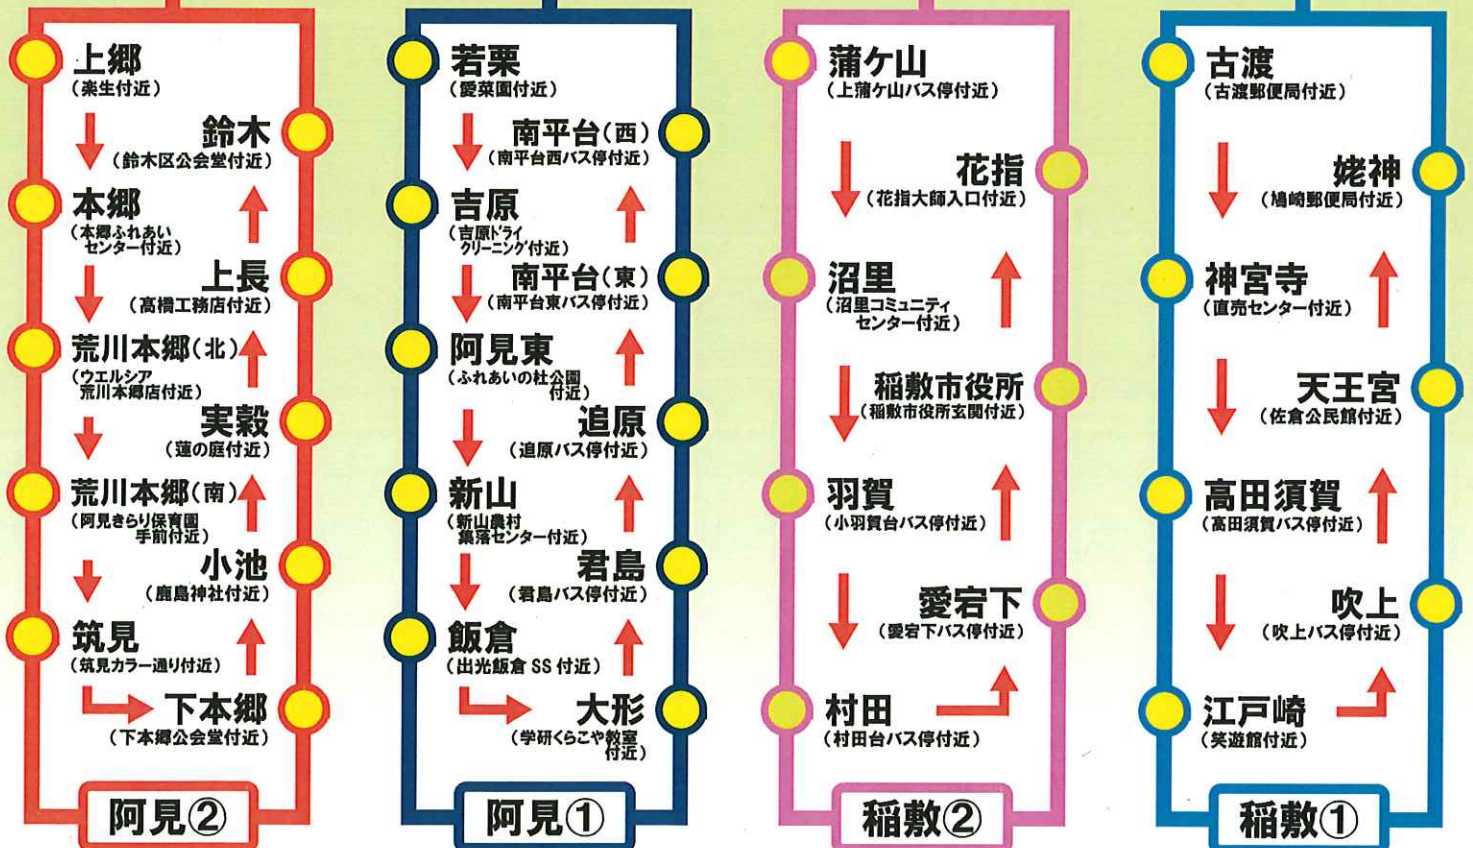 上郷
(楽生付近)
鈴木
(鈴木区公会堂付近)
本郷
(本郷ふれあい
センター付近)
上長
(髙橋工務店付近)
荒川本郷(北)
(ウエルシア
荒川本郷店付近)
実穀
(蓮の庭付近)
荒川本郷(南)
(阿見きらり保育園
手前付近)
小池
(鹿島神社付近)
筑見
(筑見カラー通り付近)
下本郷
(下本郷公会堂付近)
阿見②
若栗
(愛菜園付近)
南平台(西)
(南平台西バス停付近)
吉原
(吉原ドライ
クリーニング付近)
南平台(東)
(南平台東バス停付近)
阿見東
(ふれあいの杜公園
付近)
追原
(追原バス停付近)
新山
(新山農村
集落センター付近)
君島
(君島バス停付近)
飯倉
(出光飯倉 SS 付近)
大形
(学研くらこや教室
付近)
阿見①
蒲ケ山
(上蒲ケ山バス停付近)
花指
(花指大師入口付近)
沼里
(沼里コミュニティ
センター付近)
稲敷市役所
(稲敷市役所玄関付近)
羽賀
(小羽賀台バス停付近)
愛宕下
(愛宕下バス停付近)
村田
(村田台バス停付近)
稲敷②
古渡
(古渡郵便局付近)
姥神
(鳩崎郵便局付近)
神宮寺
(直売センター付近)
天王宮
(佐倉公民館付近)
高田須賀
(高田須賀バス停付近)
吹上
(吹上バス停付近)
江戸崎
(笑遊館付近)
稲敷①